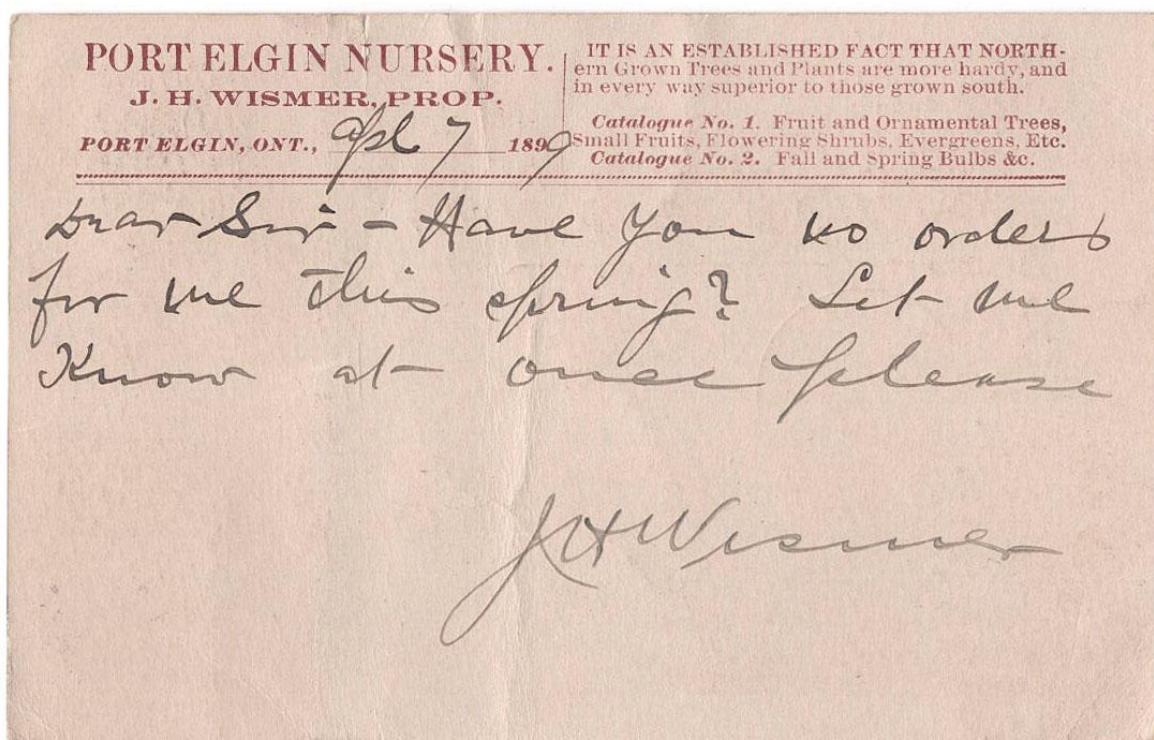 PORT ELGIN NURSERY.
J. H. WISMER, PROP.
PORT ELGIN, ONT., Apl 7 1899
IT IS AN ESTABLISHED FACT THAT NORTH-
ern Grown Trees and Plants are more hardy, and
in every way superior to those grown south.
Catalogue No. 1. Fruit and Ornamental Trees,
Small Fruits, Flowering Shrubs, Evergreens, Etc.
Catalogue No. 2. Fall and Spring Bulbs &c.
Dear Sir - Have you no orders
for me this spring? Let me
Know at once please
J H Wismer